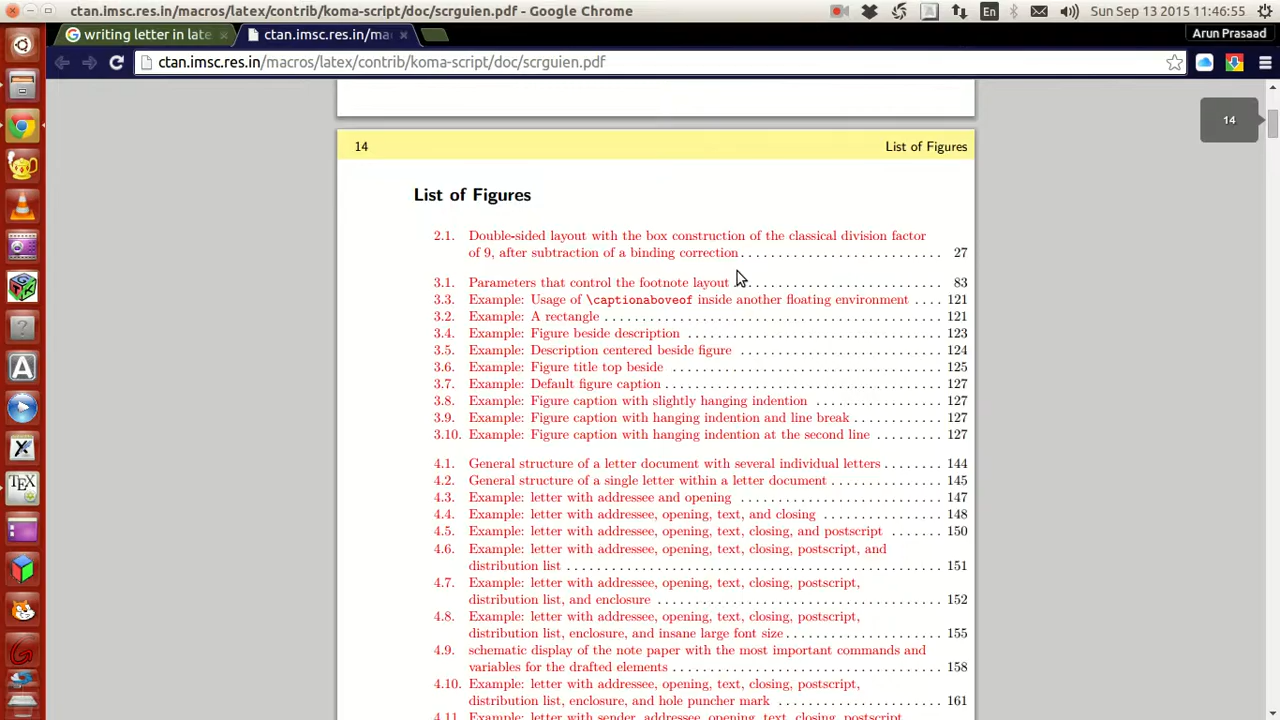 ctan.imsc.res.in/macros/latex/contrib/koma-script/doc/scrguien.pdf - Google Chrome
En
Sun Sep 13 2015 11:46:55
writing letter in late
ctan.imsc.res.in/ma
Arun Prasaad
ctan.imsc.res.in/macros/latex/contrib/koma-script/doc/scrguien.pdf
14
14 List of Figures
List of Figures
2.1. Double-sided layout with the box construction of the classical division factor
of 9, after subtraction of a binding correction . . . . . . . . . . . . . . . . . . . . . . 27
3.1. Parameters that control the footnote layout . . . . . . . . . . . . . . . . . . . . . . 83
3.3. Example: Usage of \captionaboveof inside another floating environment . . . . 121
3.2. Example: A rectangle . . . . . . . . . . . . . . . . . . . . . . . . . . . . . . . . . . . . 121
3.4. Example: Figure beside description . . . . . . . . . . . . . . . . . . . . . . . . . . . 123
3.5. Example: Description centered beside figure . . . . . . . . . . . . . . . . . . . . . 124
3.6. Example: Figure title top beside . . . . . . . . . . . . . . . . . . . . . . . . . . . . . 125
3.7. Example: Default figure caption . . . . . . . . . . . . . . . . . . . . . . . . . . . . . 127
3.8. Example: Figure caption with slightly hanging indention . . . . . . . . . . . . . 127
3.9. Example: Figure caption with hanging indention and line break . . . . . . . . . 127
3.10. Example: Figure caption with hanging indention at the second line . . . . . . . 127
4.1. General structure of a letter document with several individual letters . . . . . . 144
4.2. General structure of a single letter within a letter document . . . . . . . . . . . . 145
4.3. Example: letter with addressee and opening . . . . . . . . . . . . . . . . . . . . . 147
4.4. Example: letter with addressee, opening, text, and closing . . . . . . . . . . . . . 148
4.5. Example: letter with addressee, opening, text, closing, and postscript . . . . . . 150
4.6. Example: letter with addressee, opening, text, closing, postscript, and
distribution list . . . . . . . . . . . . . . . . . . . . . . . . . . . . . . . . . . . . . . . . 151
4.7. Example: letter with addressee, opening, text, closing, postscript,
distribution list, and enclosure . . . . . . . . . . . . . . . . . . . . . . . . . . . . . . 152
4.8. Example: letter with addressee, opening, text, closing, postscript,
distribution list, enclosure, and insane large font size . . . . . . . . . . . . . . . . 155
4.9. schematic display of the note paper with the most important commands and
variables for the drafted elements . . . . . . . . . . . . . . . . . . . . . . . . . . . . 158
4.10. Example: letter with addressee, opening, text, closing, postscript,
distribution list, enclosure, and hole puncher mark . . . . . . . . . . . . . . . . . 161
4.11. Example: letter with sender, addressee, opening, text, closing, postscript,